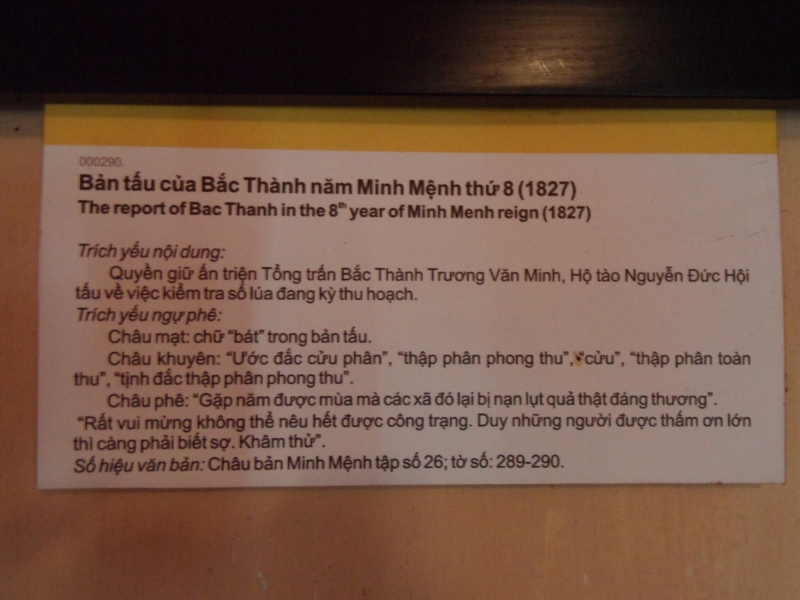 000290.
Bản tấu của Bắc Thành năm Minh Mệnh thứ 8 (1827)
The report of Bac Thanh in the 8th year of Minh Menh reign (1827)
Trích yếu nội dung:
Quyền giữ ấn triện Tổng trấn Bắc Thành Trương Văn Minh, Hộ tào Nguyễn Đức Hội
tấu về việc kiểm tra số lúa đang kỳ thu hoạch.
Trích yếu ngự phê:
Châu mạt: chữ “bát” trong bản tấu.
Châu khuyên: “Ước đắc cửu phân”, “thập phân phong thu”, “cửu”, “thập phân toàn
thu”, “tịnh đắc thập phân phong thu”.
Châu phê: “Gặp năm được mùa mà các xã đó lại bị nạn lụt quả thật đáng thương”.
“Rất vui mừng không thể nêu hết được công trạng. Duy những người được thấm ơn lớn
thì càng phải biết sợ. Khâm thử”.
Số hiệu văn bản: Châu bản Minh Mệnh tập số 26; tờ số: 289-290.